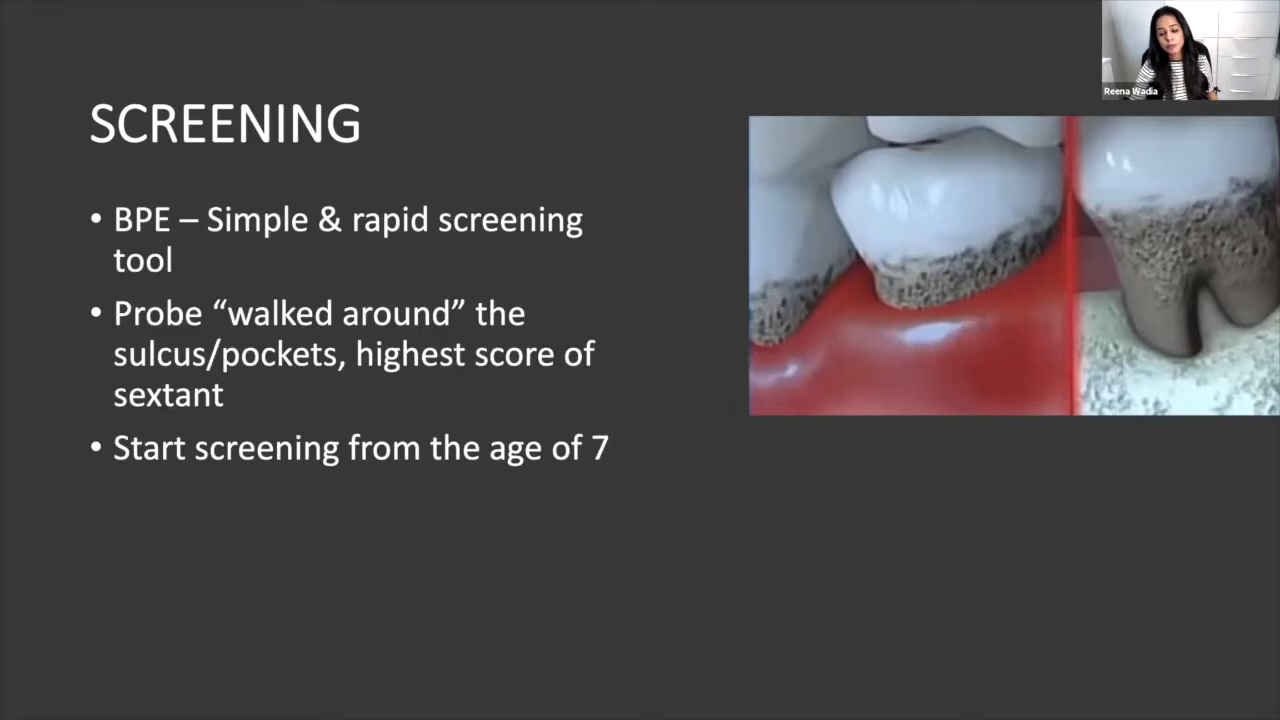 Reena Wadia
SCREENING
• BPE – Simple & rapid screening
tool
• Probe “walked around” the
sulcus/pockets, highest score of
sextant
• Start screening from the age of 7